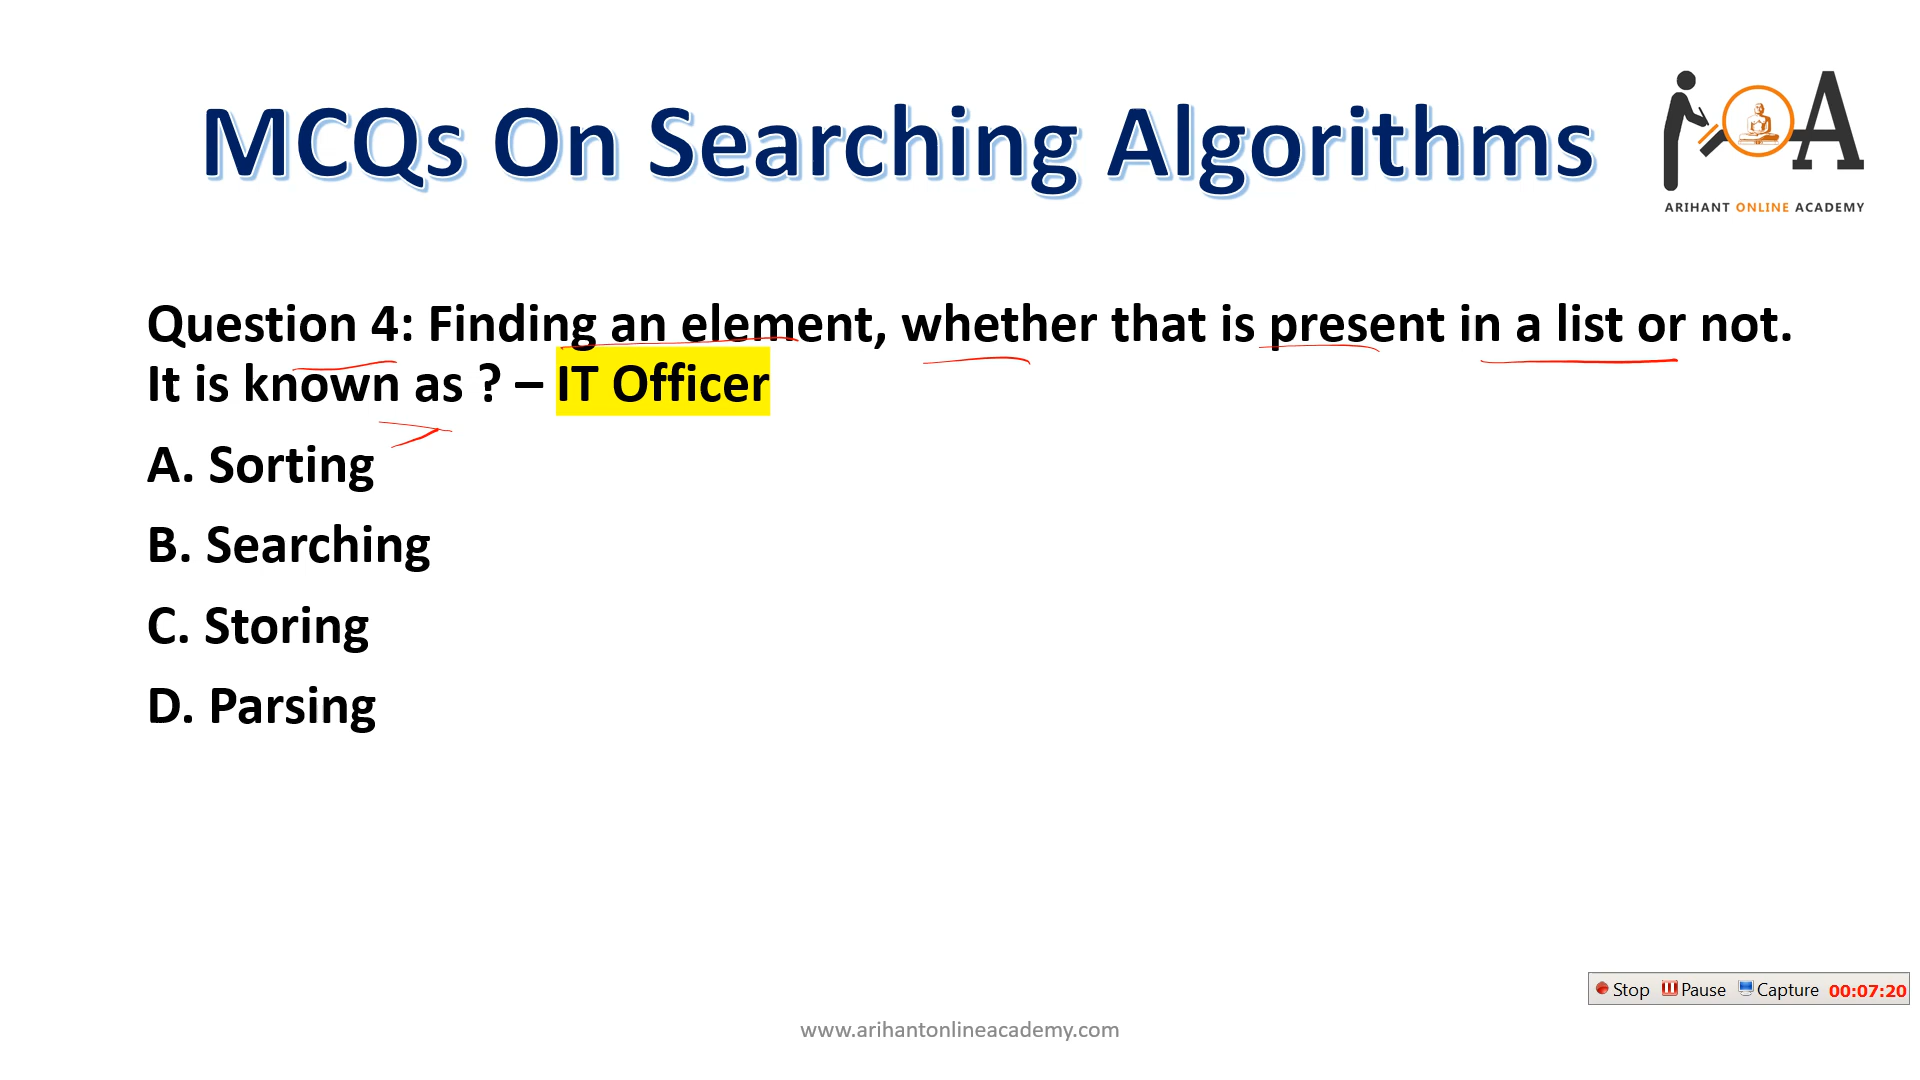 MCQs On Searching Algorithms
ARIHANT ONLINE ACADEMY
Question 4: Finding an element, whether that is present in a list or not.
It is known as ? – IT Officer
A. Sorting
B. Searching
C. Storing
D. Parsing
Stop Pause Capture 00:07:20
www.arihantonlineacademy.com